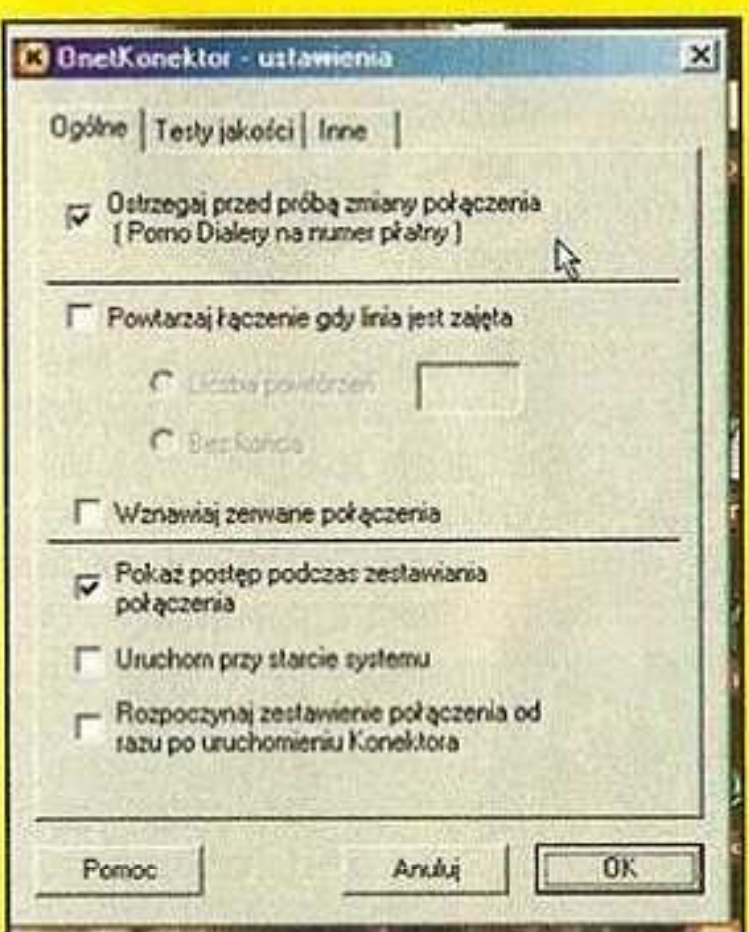 OnetKonektor - ustawienia
Ogólne Testy jakości Inne
Ostrzegaj przed próbą zmiany połączenia
( Porno Dialery na numer płatny )
Powtarzaj łączenie gdy linia jest zajęta
Liczba powtórzeń
Bez końca
Wznawiaj zerwane połączenia
Pokaż postęp podczas zestawiania
połączenia
Uruchom przy starcie systemu
Rozpoczynaj zestawienie połączenia od
razu po uruchomieniu Konektora
Pomoc Anuluj OK